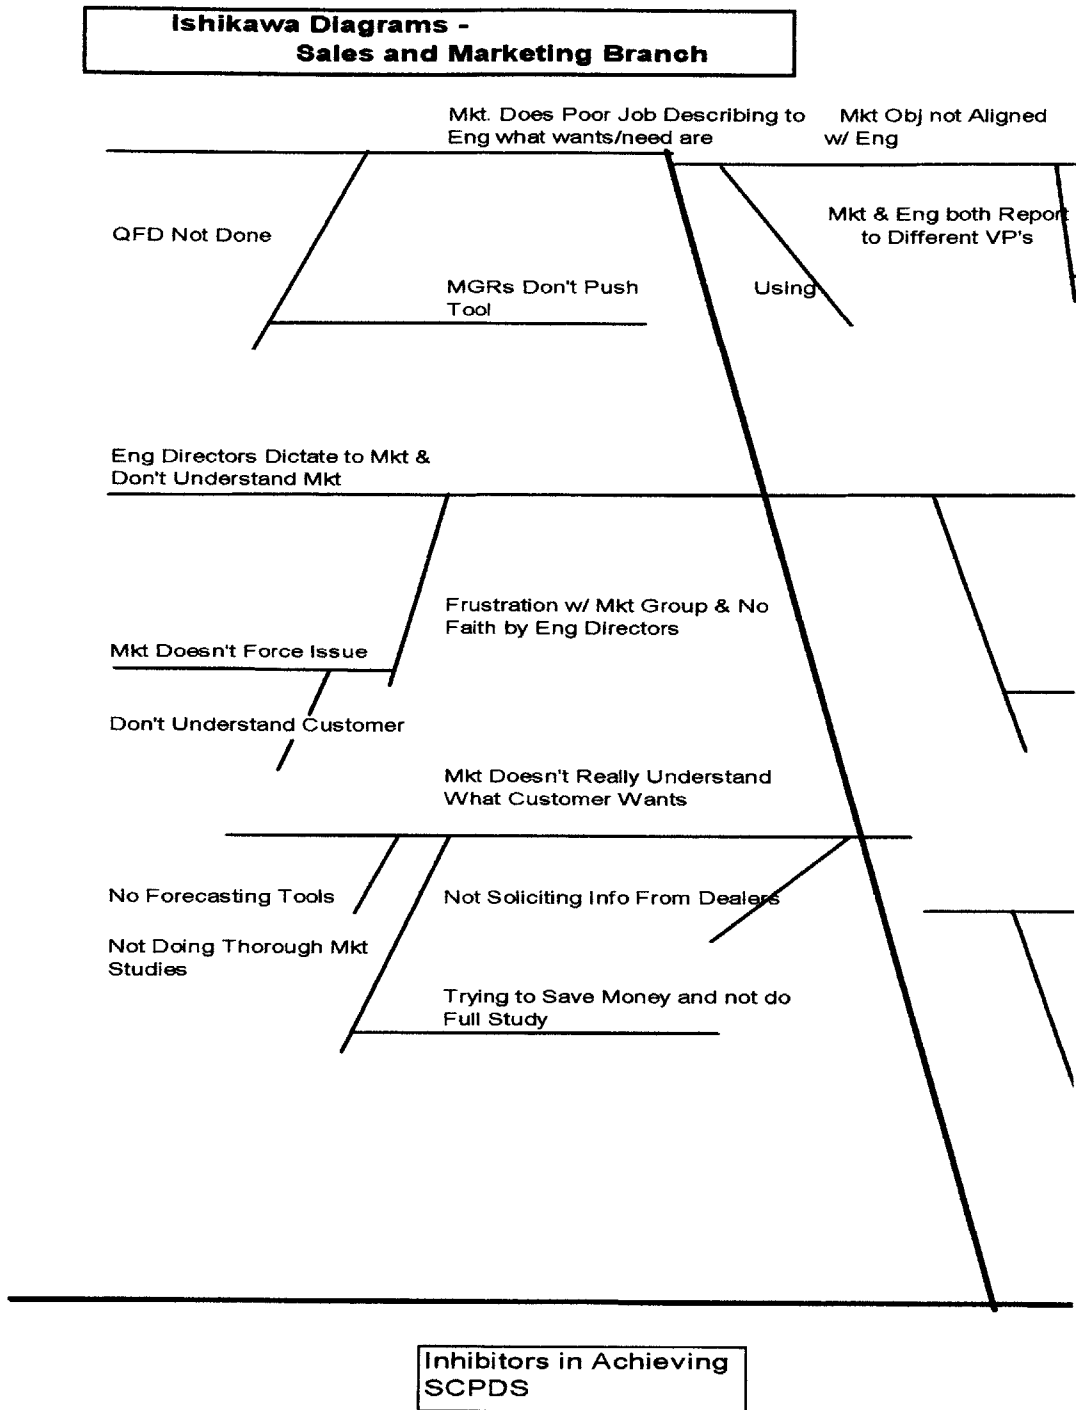 Ishikawa Diagrams -
Sales and Marketing Branch
Mkt. Does Poor Job Describing to
Eng what wants/need are
Mkt Obj not Aligned
w/ Eng
QFD Not Done
Mkt & Eng both Report
to Different VP's
MGRs Don't Push
Tool
Using
Eng Directors Dictate to Mkt &
Don't Understand Mkt
Frustration w/ Mkt Group & No
Faith by Eng Directors
Mkt Doesn't Force Issue
Don't Understand Customer
Mkt Doesn't Really Understand
What Customer Wants
No Forecasting Tools
Not Soliciting Info From Dealers
Not Doing Thorough Mkt
Studies
Trying to Save Money and not do
Full Study
Inhibitors in Achieving
SCPDS